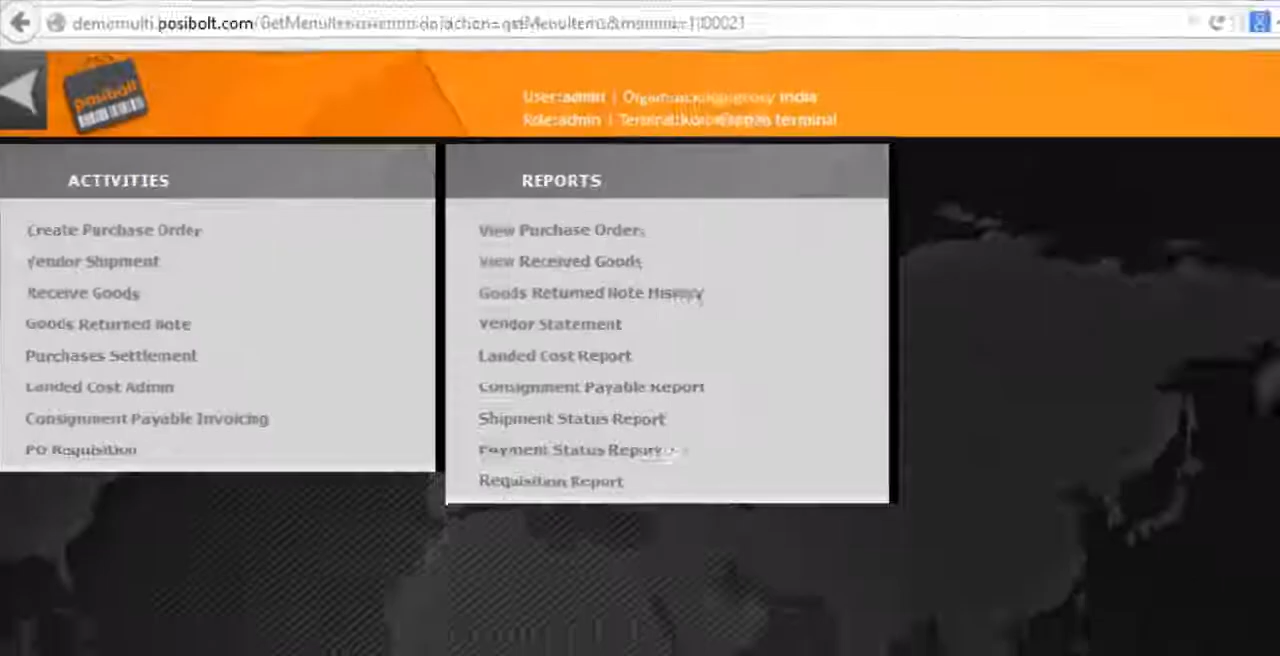 demomulti.posibolt.com/
posibolt
User:admin | India
Role:admin | terminal
ACTIVITIES
Create Purchase Order
Vendor Shipment
Receive Goods
Goods Returned Note
Purchases Settlement
Landed Cost Admin
Consignment Payable Invoicing
PO Requisition
REPORTS
View Purchase Orders
View Received Goods
Goods Returned Note History
Vendor Statement
Landed Cost Report
Consignment Payable Report
Shipment Status Report
Payment Status Report
Requisition Report